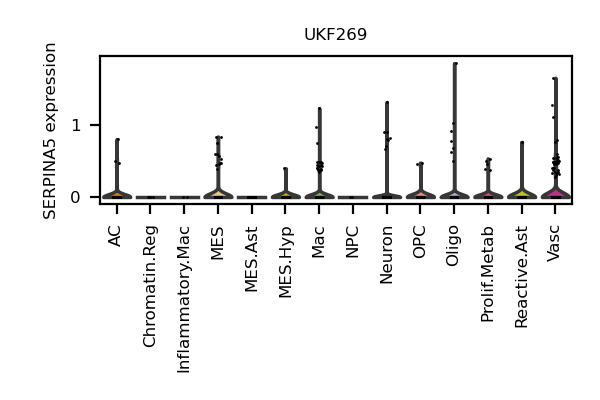 UKF269
SERPINA5 expression
1
0
AC
Chromatin.Reg
Inflammatory.Mac
MES
MES.Ast
MES.Hyp
Mac
NPC
Neuron
OPC
Oligo
Prolif.Metab
Reactive.Ast
Vasc